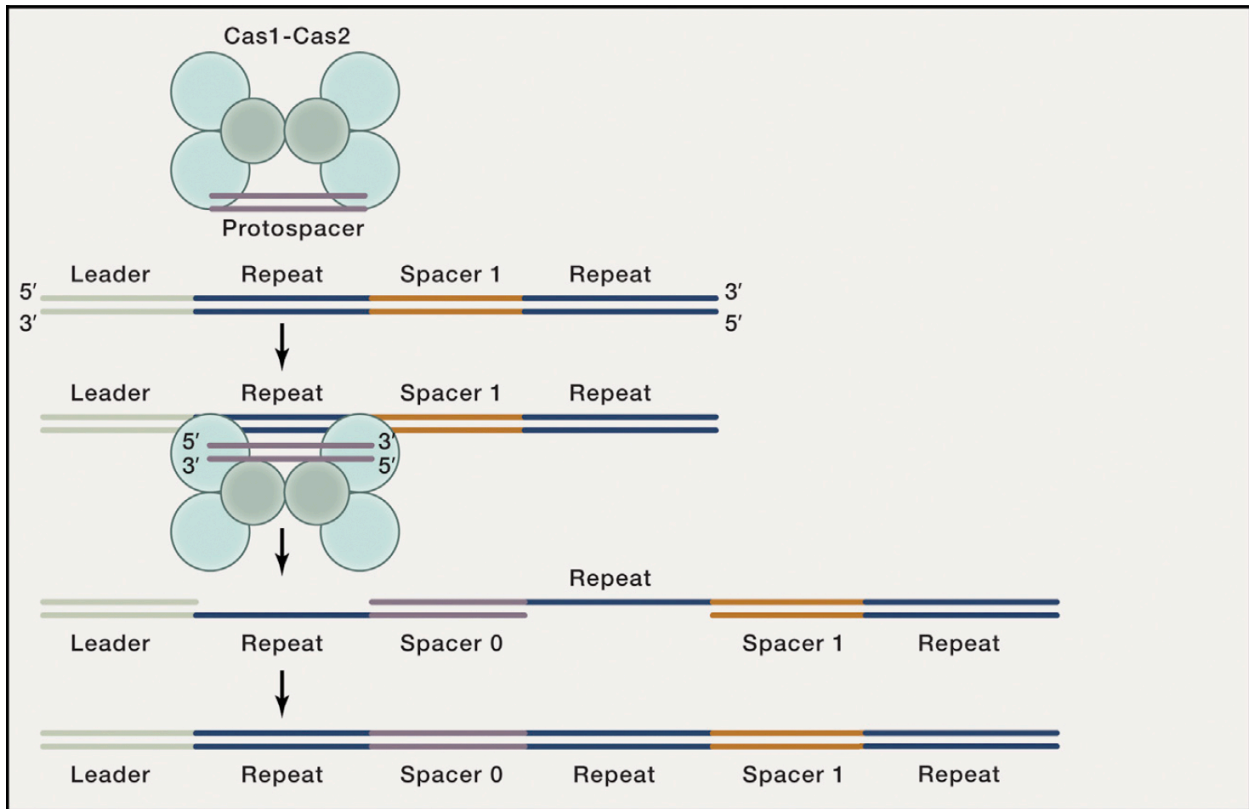 Cas1-Cas2
Protospacer
Leader Repeat Spacer 1 Repeat
5′ 3′
3′ 5′
Leader Repeat Spacer 1 Repeat
5′ 3′
3′ 5′
Repeat
Leader Repeat Spacer 0 Spacer 1 Repeat
Leader Repeat Spacer 0 Repeat Spacer 1 Repeat